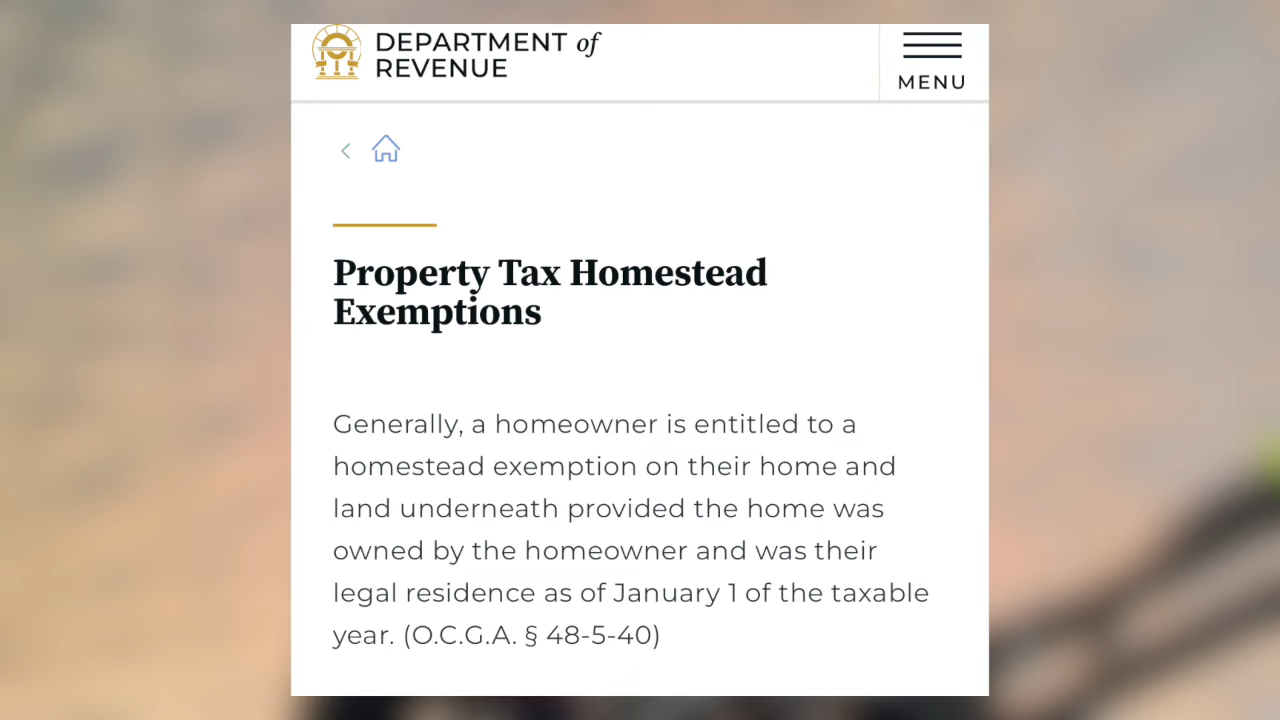 DEPARTMENT of
REVENUE
MENU
Property Tax Homestead
Exemptions
Generally, a homeowner is entitled to a
homestead exemption on their home and
land underneath provided the home was
owned by the homeowner and was their
legal residence as of January 1 of the taxable
year. (O.C.G.A. § 48-5-40)